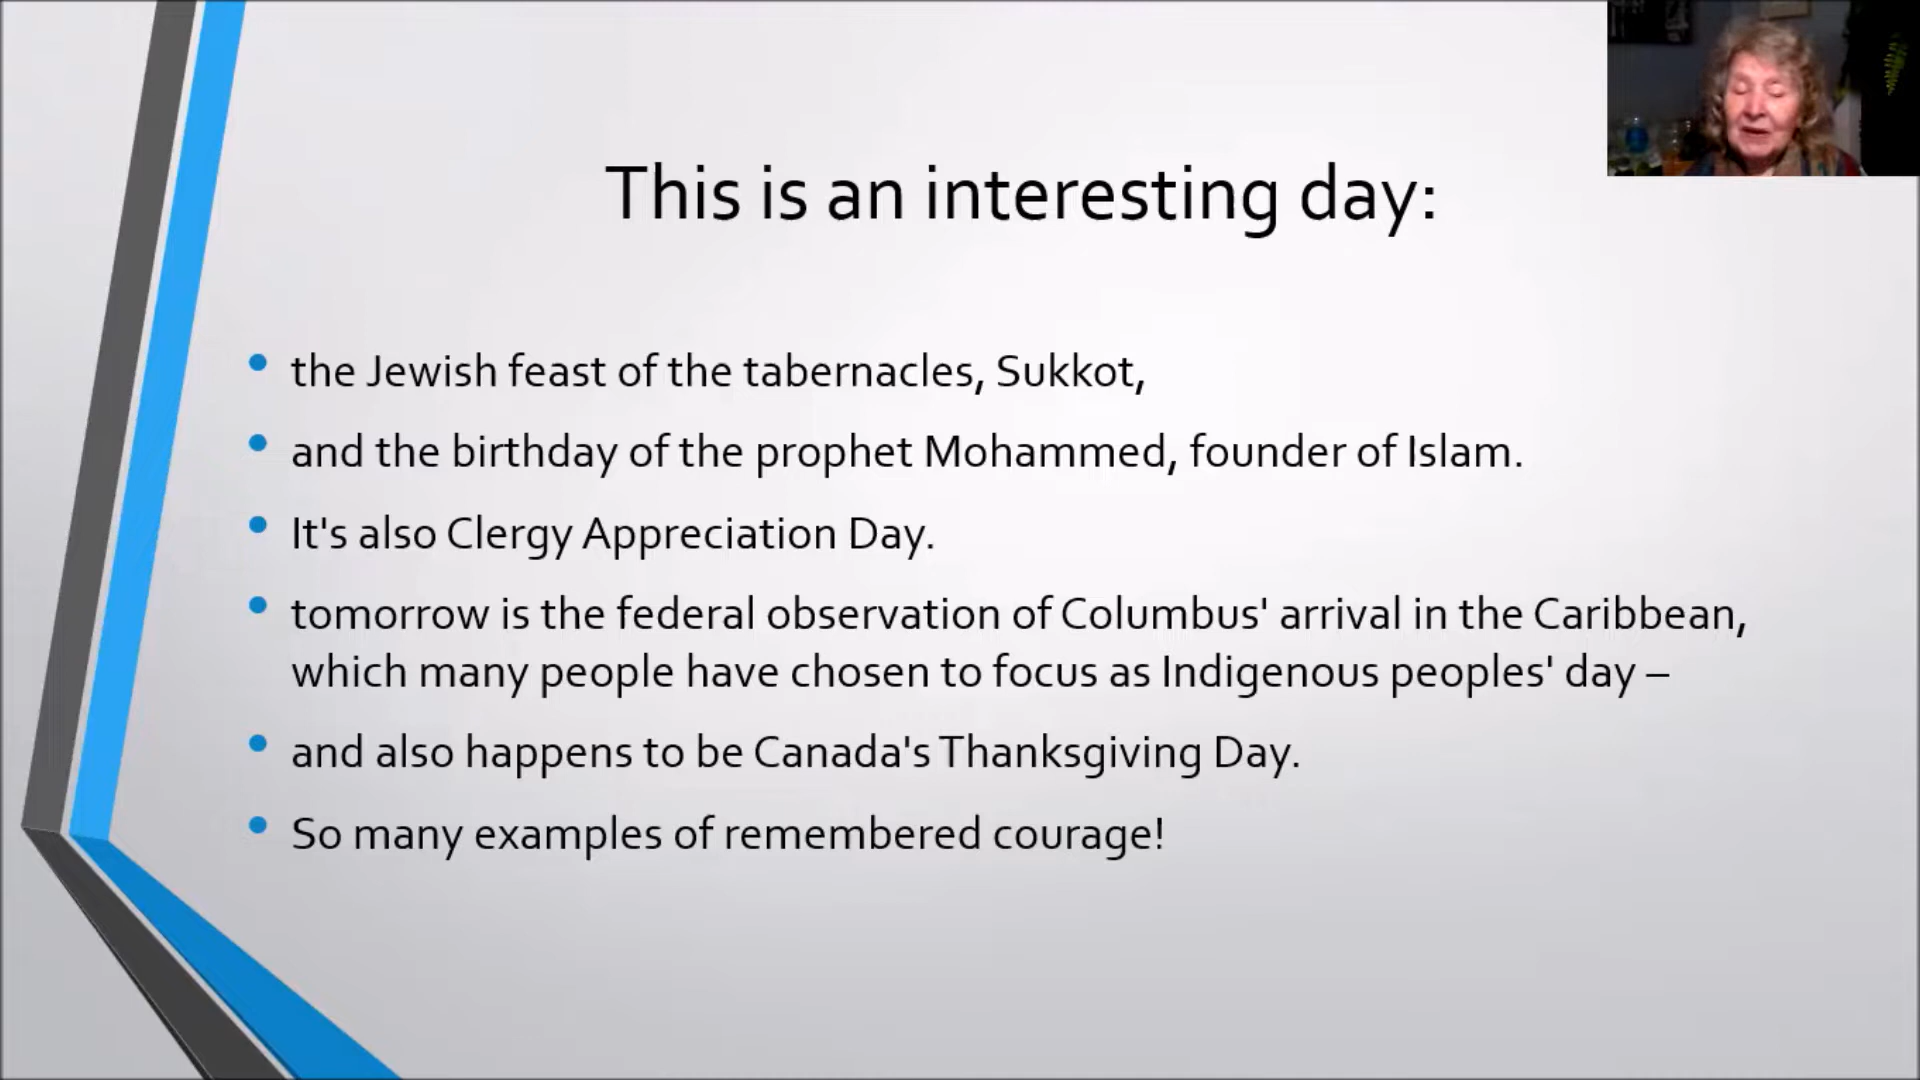 This is an interesting day:
the Jewish feast of the tabernacles, Sukkot,
and the birthday of the prophet Mohammed, founder of Islam.
It's also Clergy Appreciation Day.
tomorrow is the federal observation of Columbus' arrival in the Caribbean,
which many people have chosen to focus as Indigenous peoples' day –
and also happens to be Canada's Thanksgiving Day.
So many examples of remembered courage!